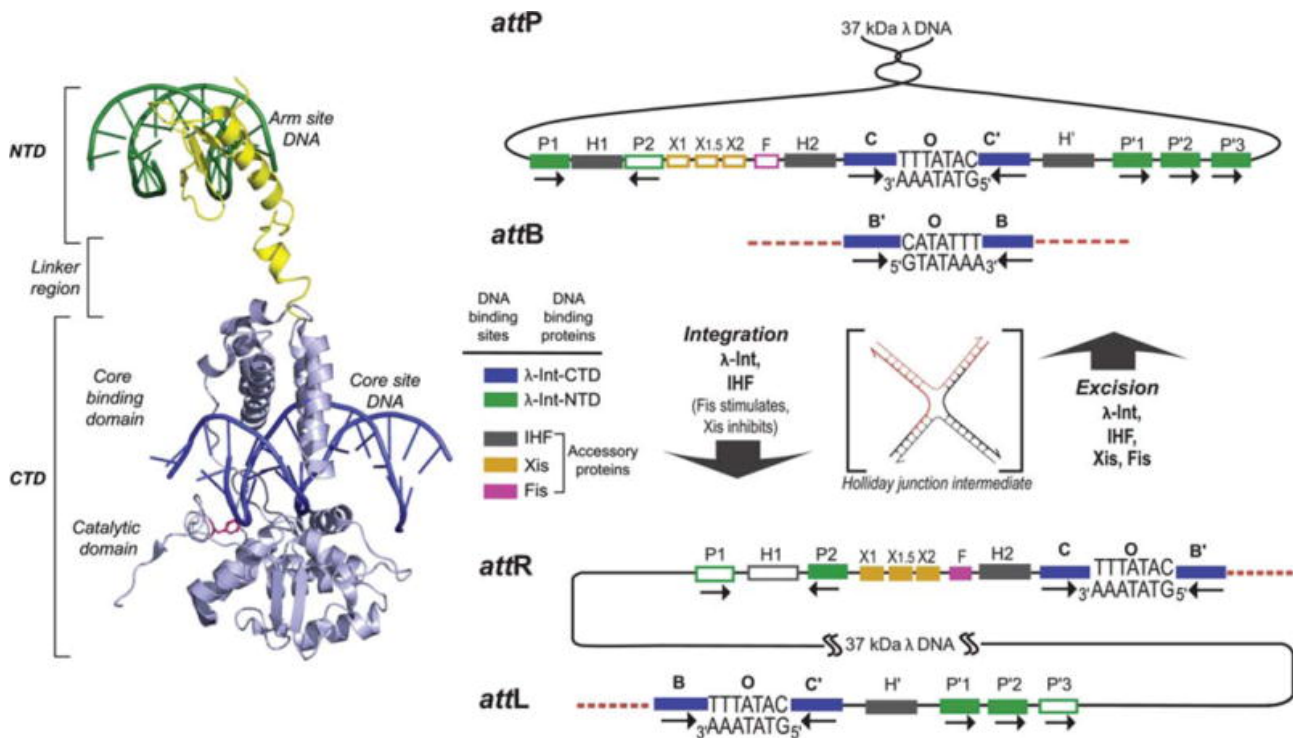 NTD
Arm site
DNA
Linker
region
CTD
Core
binding
domain
Core site
DNA
Catalytic
domain
attP
37 kDa λ DNA
P1 H1 P2 X1 X1.5 X2 F H2 C O C' H' P'1 P'2 P'3
TTTATAC
3'AAATATG5'
attB
B' O B
CATATTT
5'GTATAAA3'
DNA binding sites
DNA binding proteins
λ-Int-CTD
λ-Int-NTD
IHF
Xis
Fis
Accessory
proteins
Integration
λ-Int,
IHF
(Fis stimulates,
Xis inhibits)
Holliday junction intermediate
Excision
λ-Int,
IHF,
Xis, Fis
attR
P1 H1 P2 X1 X1.5 X2 F H2 C O B'
TTTATAC
3'AAATATG5'
37 kDa λ DNA
attL
B O C' H' P'1 P'2 P'3
TTTATAC
3'AAATATG5'